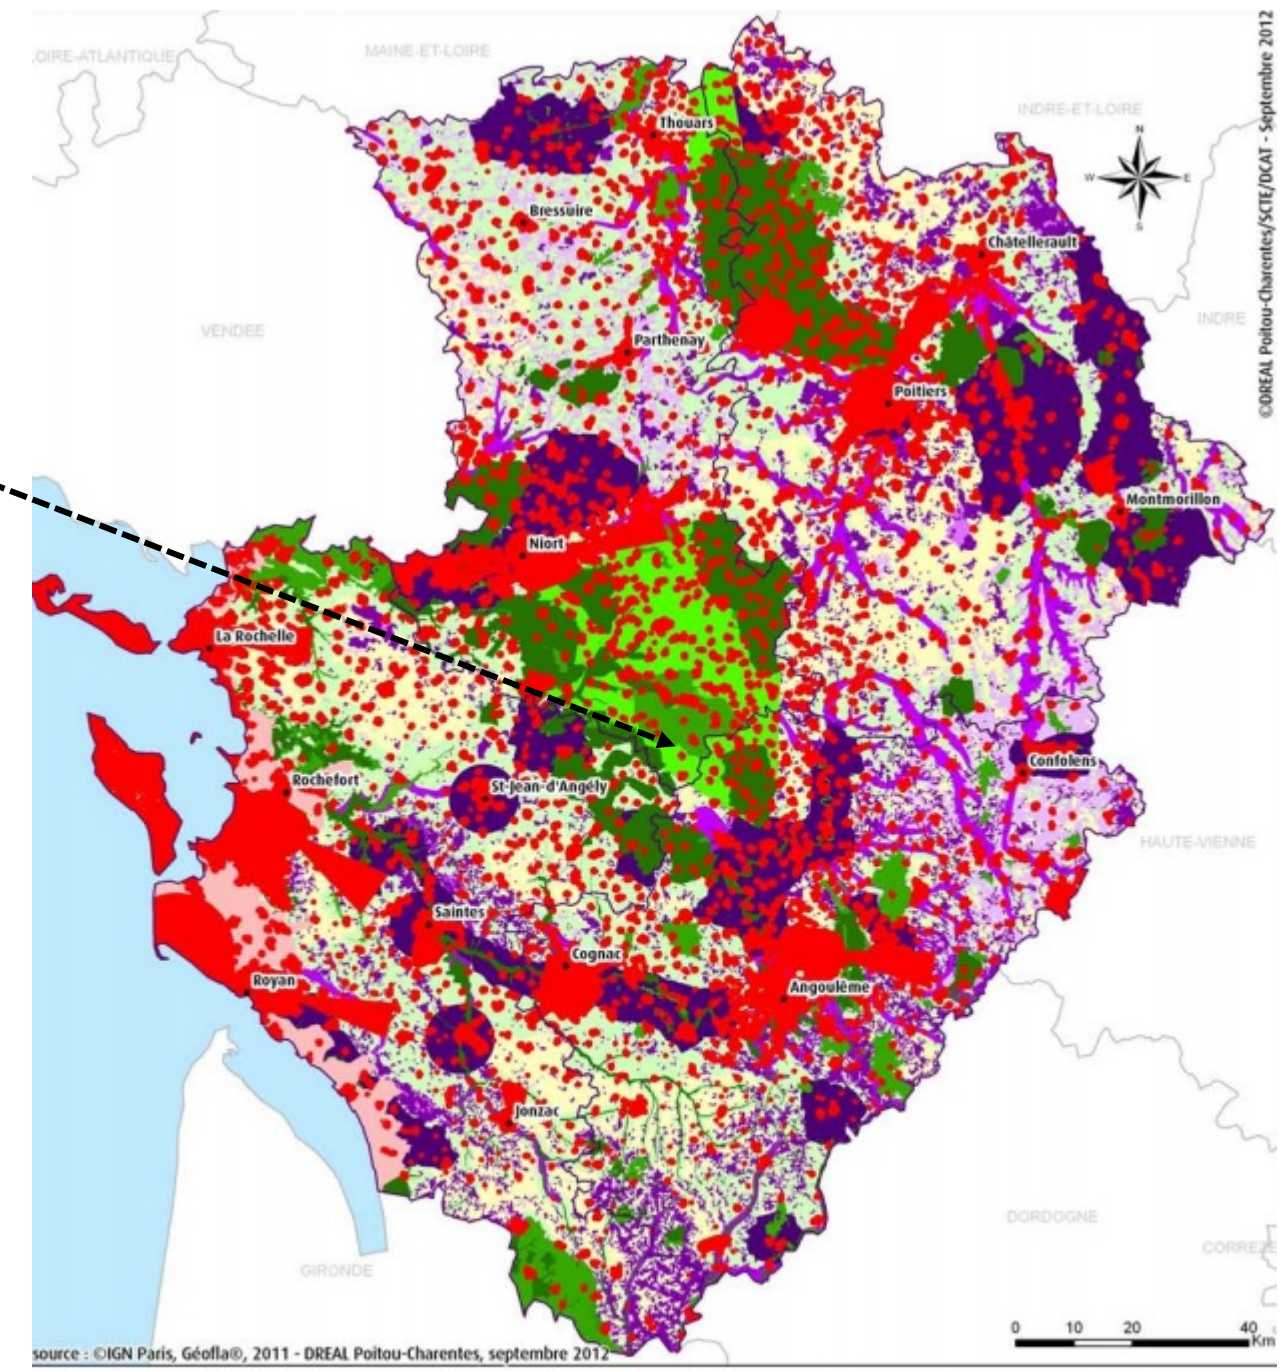 OIRE-ATLANTIQUE
MAINE-ET-LOIRE
©DREAL Poitou-Charentes/SCTE/DCAT - Septembre 2012
INDRE-ET-LOIRE
Thouars
N
W
E
S
Bressuire
Châtellerault
VENDEE
INDRE
Parthenay
Poitiers
Montmorillon
Niort
La Rochelle
Confolens
Rochefort
St-Jean-d'Angély
HAUTE-VIENNE
Saintes
Cognac
Royan
Angoulême
Jonzac
DORDOGNE
CORREZE
GIRONDE
0 10 20 40
Km
source : ©IGN Paris, Géofla®, 2011 - DREAL Poitou-Charentes, septembre 2012